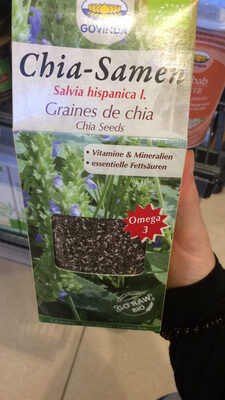 GOVINDA
Chia-Samen
Salvia hispanica l.
Graines de chia
Chia Seeds
• Vitamine & Mineralien
• essentielle Fettsäuren
Omega
3
GO RAW
BIO